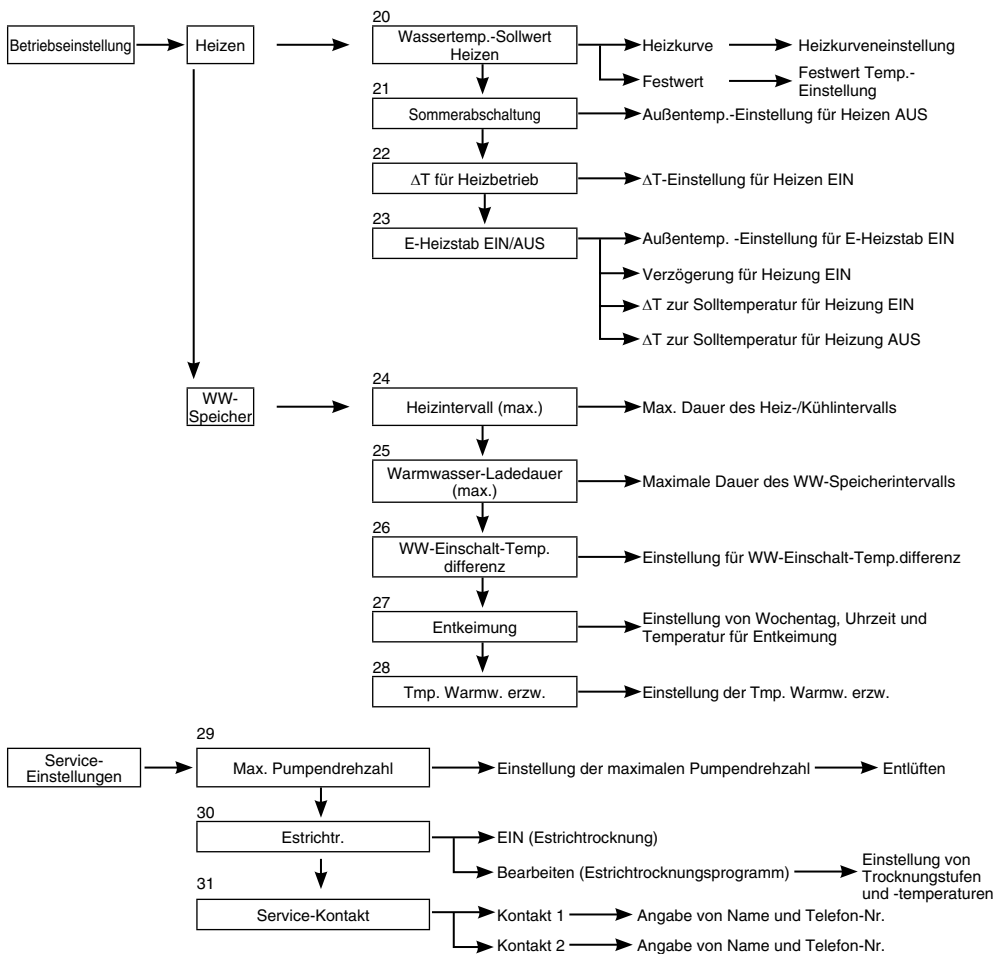 20
Betriebseinstellung
Heizen
Wassertemp.-Sollwert
Heizen
Heizkurve
Heizkurveneinstellung
Festwert
Festwert Temp.-
Einstellung
21
Sommerabschaltung
Außentemp.-Einstellung für Heizen AUS
22
∆T für Heizbetrieb
∆T-Einstellung für Heizen EIN
23
E-Heizstab EIN/AUS
Außentemp. -Einstellung für E-Heizstab EIN
Verzögerung für Heizung EIN
∆T zur Solltemperatur für Heizung EIN
∆T zur Solltemperatur für Heizung AUS
WW-
Speicher
24
Heizintervall (max.)
Max. Dauer des Heiz-/Kühlintervalls
25
Warmwasser-Ladedauer
(max.)
Maximale Dauer des WW-Speicherintervalls
26
WW-Einschalt-Temp.
differenz
Einstellung für WW-Einschalt-Temp.differenz
27
Entkeimung
Einstellung von Wochentag, Uhrzeit und
Temperatur für Entkeimung
28
Tmp. Warmw. erzw.
Einstellung der Tmp. Warmw. erzw.
29
Service-
Einstellungen
Max. Pumpendrehzahl
Einstellung der maximalen Pumpendrehzahl
Entlüften
30
Estrichtr.
EIN (Estrichtrocknung)
Bearbeiten (Estrichtrocknungsprogramm)
Einstellung von
Trocknungstufen
und -temperaturen
31
Service-Kontakt
Kontakt 1
Angabe von Name und Telefon-Nr.
Kontakt 2
Angabe von Name und Telefon-Nr.